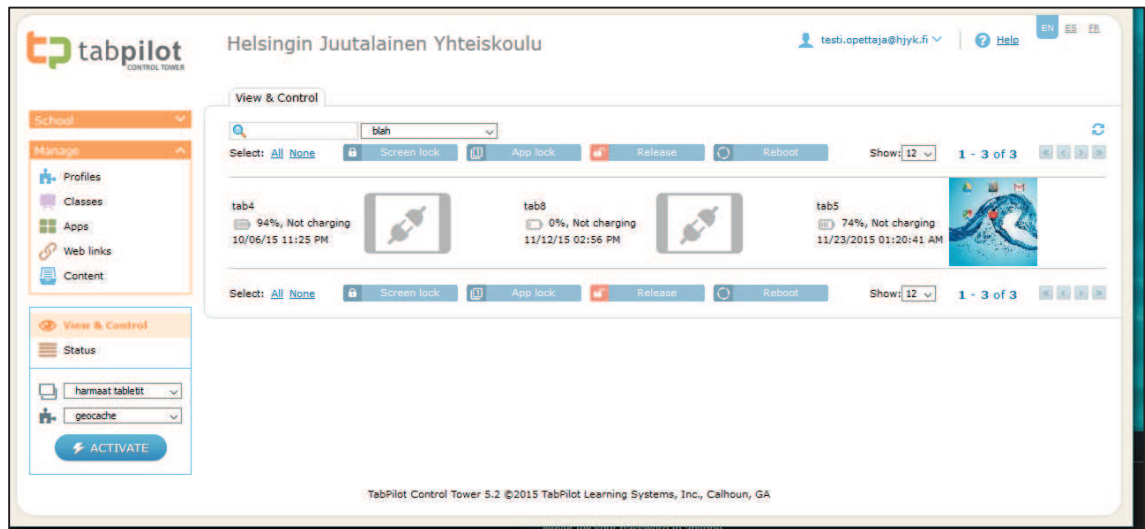 tabpilot
CONTROL TOWER
Helsingin Juutalainen Yhteiskoulu
testi.opettaja@hjyk.fi
Help
EN ES FR
School
Manage
Profiles
Classes
Apps
Web links
Content
View & Control
Status
harmaat tabletit
geocache
ACTIVATE
View & Control
blah
Select: All None Screen lock App lock Release Reboot Show: 12 1 - 3 of 3
tab4
94%, Not charging
10/06/15 11:25 PM
tab8
0%, Not charging
11/12/15 02:56 PM
tab5
74%, Not charging
11/23/2015 01:20:41 AM
Select: All None Screen lock App lock Release Reboot Show: 12 1 - 3 of 3
TabPilot Control Tower 5.2 ©2015 TabPilot Learning Systems, Inc., Calhoun, GA